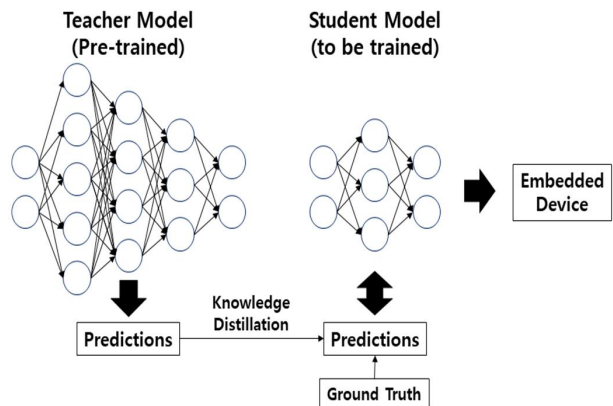 Teacher Model
(Pre-trained)
Student Model
(to be trained)
Embedded
Device
Knowledge
Distillation
Predictions
Predictions
Ground Truth